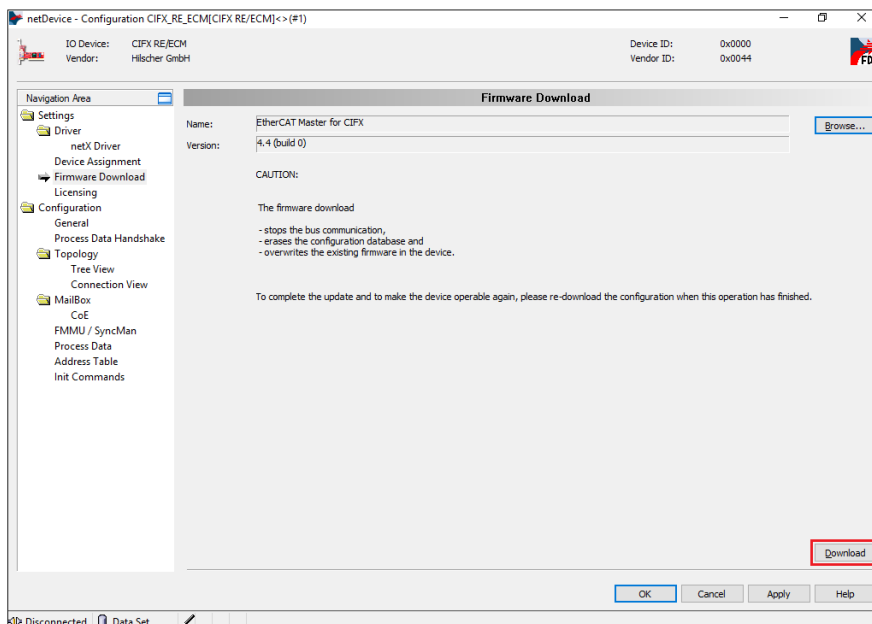 netDevice - Configuration CIFX_RE_ECM[CIFX RE/ECM]<>(#1)
IO Device: CIFX RE/ECM Device ID: 0x0000
Vendor: Hilscher GmbH Vendor ID: 0x0044
FD
Navigation Area
Firmware Download
Settings
Driver
netX Driver
Device Assignment
Firmware Download
Licensing
Configuration
General
Process Data Handshake
Topology
Tree View
Connection View
MailBox
CoE
FMMU / SyncMan
Process Data
Address Table
Init Commands
Name: EtherCAT Master for CIFX Browse...
Version: 4.4 (build 0)
CAUTION:
The firmware download
- stops the bus communication,
- erases the configuration database and
- overwrites the existing firmware in the device.
To complete the update and to make the device operable again, please re-download the configuration when this operation has finished.
Download
OK Cancel Apply Help
Disconnected Data Set